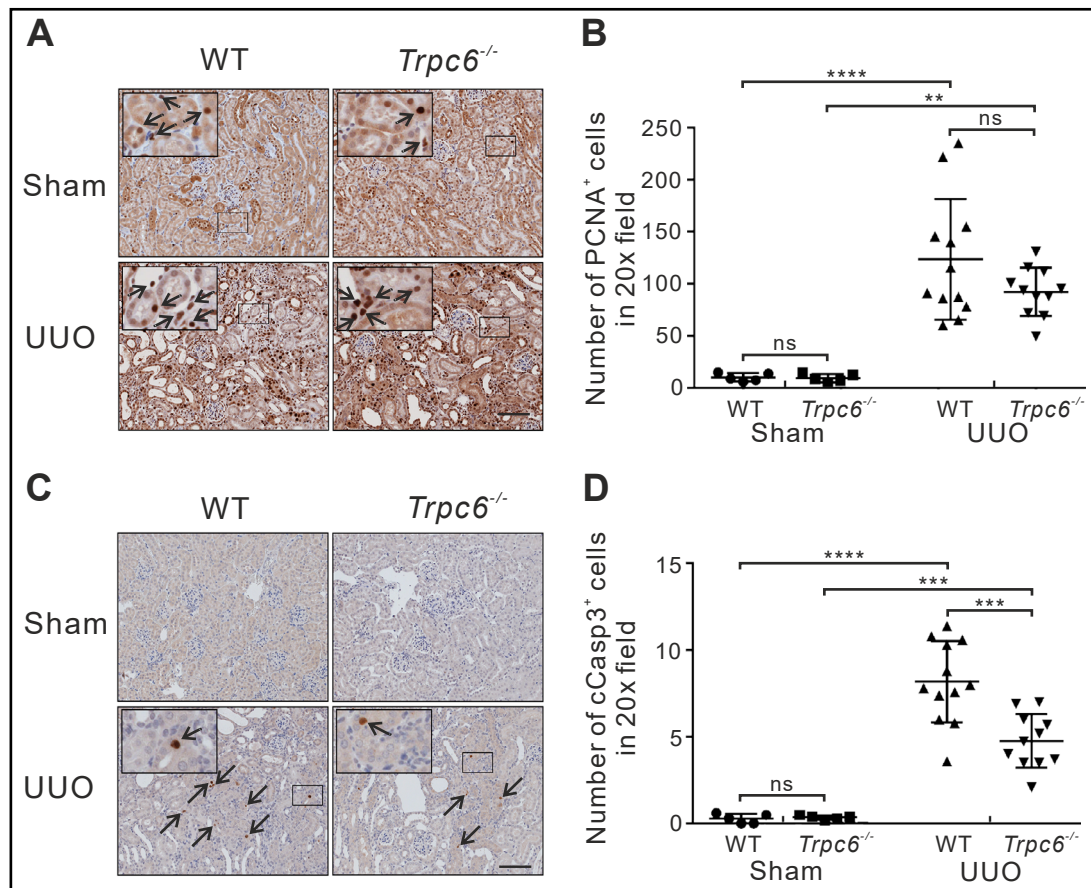 A
WT
Trpc6-/-
Sham
UUO
B
Number of PCNA+ cells
in 20x field
****
**
ns
ns
250
200
150
100
50
0
WT
Trpc6-/-
WT
Trpc6-/-
Sham
UUO
C
WT
Trpc6-/-
Sham
UUO
D
Number of cCasp3+ cells
in 20x field
****
***
***
ns
15
10
5
0
WT
Trpc6-/-
WT
Trpc6-/-
Sham
UUO